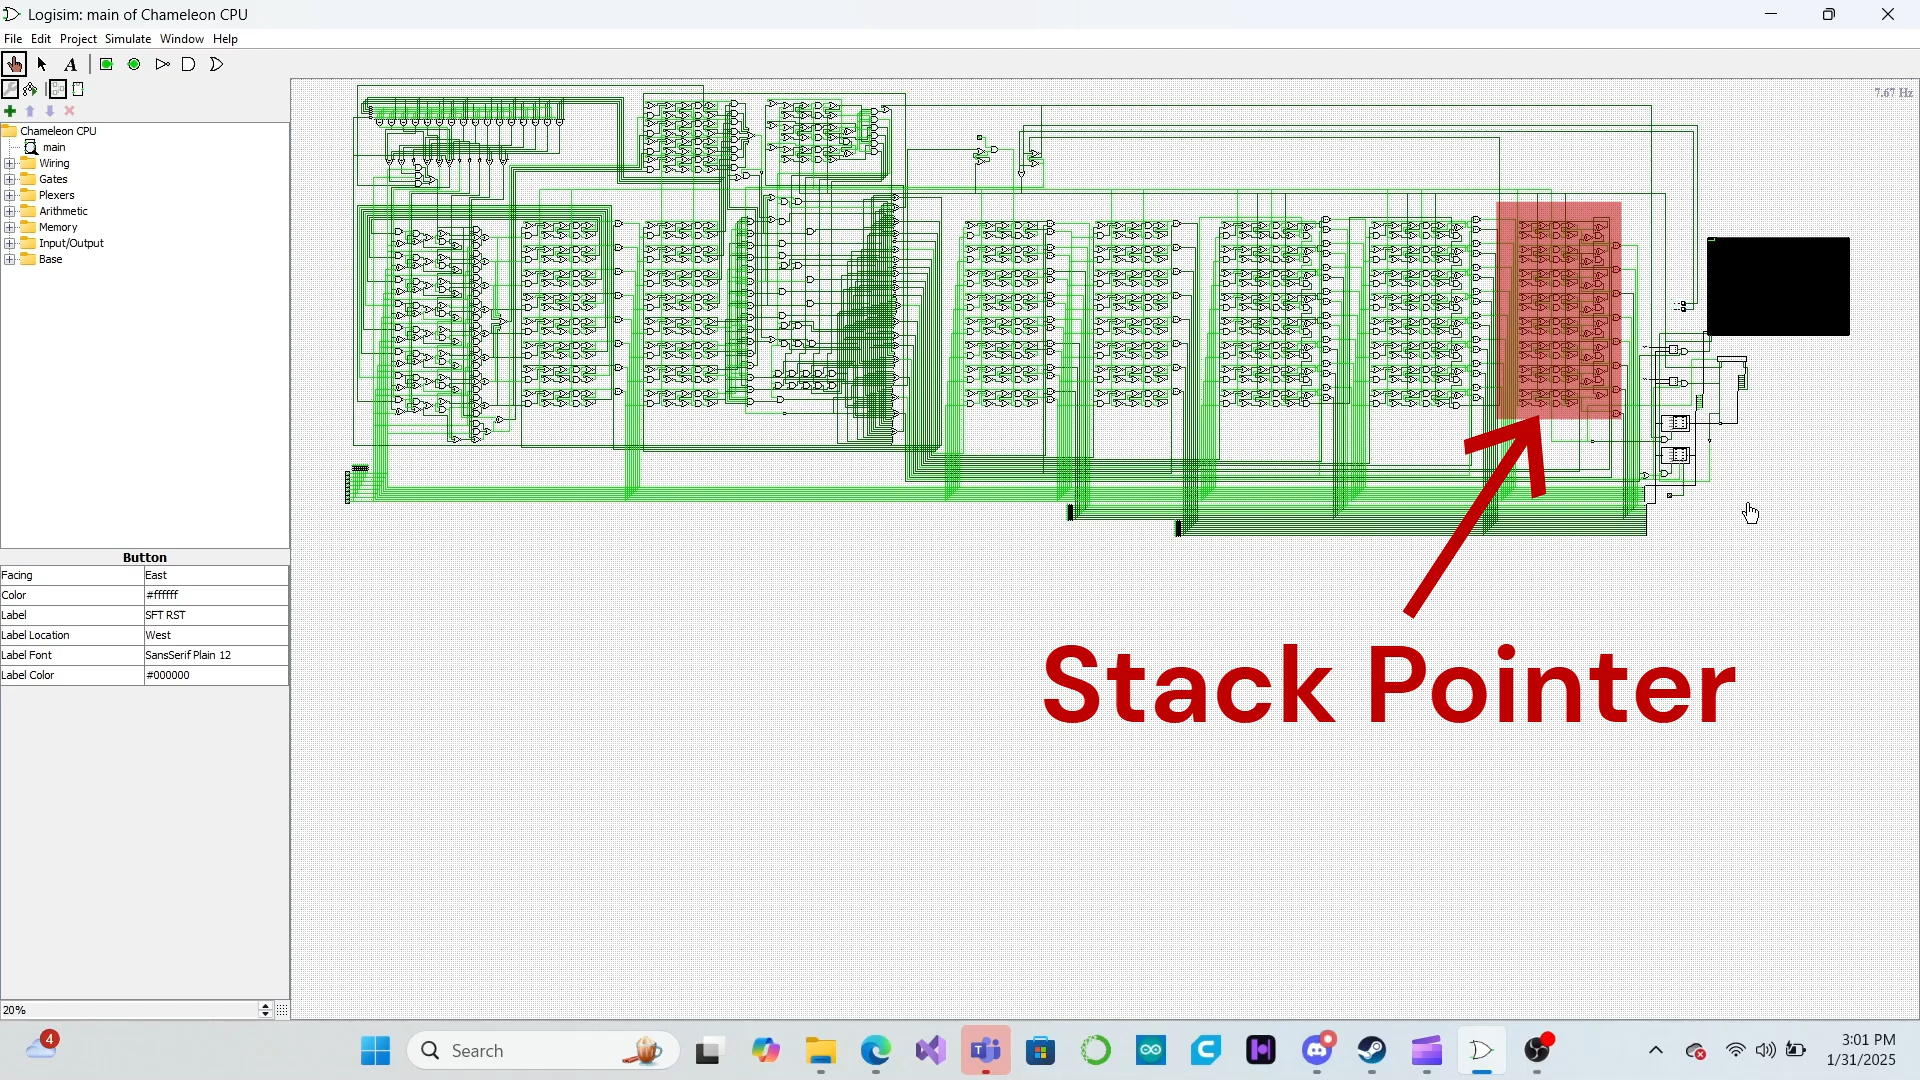 Logisim: main of Chameleon CPU
File Edit Project Simulate Window Help
A
7.67 Hz
Chameleon CPU
main
Wiring
Gates
Plexers
Arithmetic
Memory
Input/Output
Base
Button
Facing East
Color #ffffff
Label SFT RST
Label Location West
Label Font SansSerif Plain 12
Label Color #000000
Stack Pointer
20%
4
Search
3:01 PM
1/31/2025